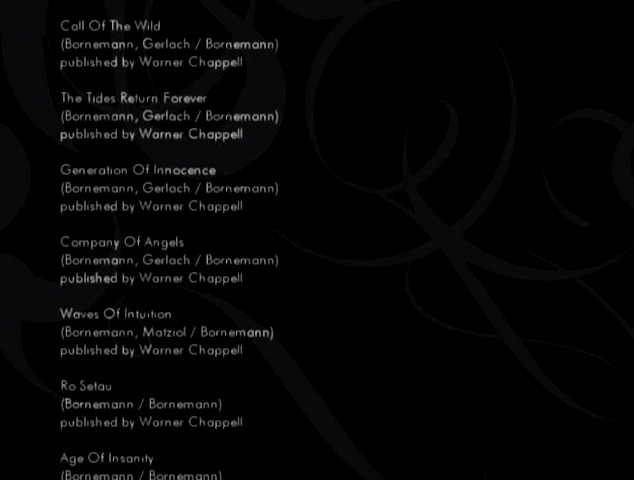 Call Of The Wild
(Bornemann, Gerlach / Bornemann)
published by Warner Chappell
The Tides Return Forever
(Bornemann, Gerlach / Bornemann)
published by Warner Chappell
Generation Of Innocence
(Bornemann, Gerlach / Bornemann)
published by Warner Chappell
Company Of Angels
(Bornemann, Gerlach / Bornemann)
published by Warner Chappell
Waves Of Intuition
(Bornemann, Matziol / Bornemann)
published by Warner Chappell
Ro Setau
(Bornemann / Bornemann)
published by Warner Chappell
Age Of Insanity
(Bornemann / Bornemann)